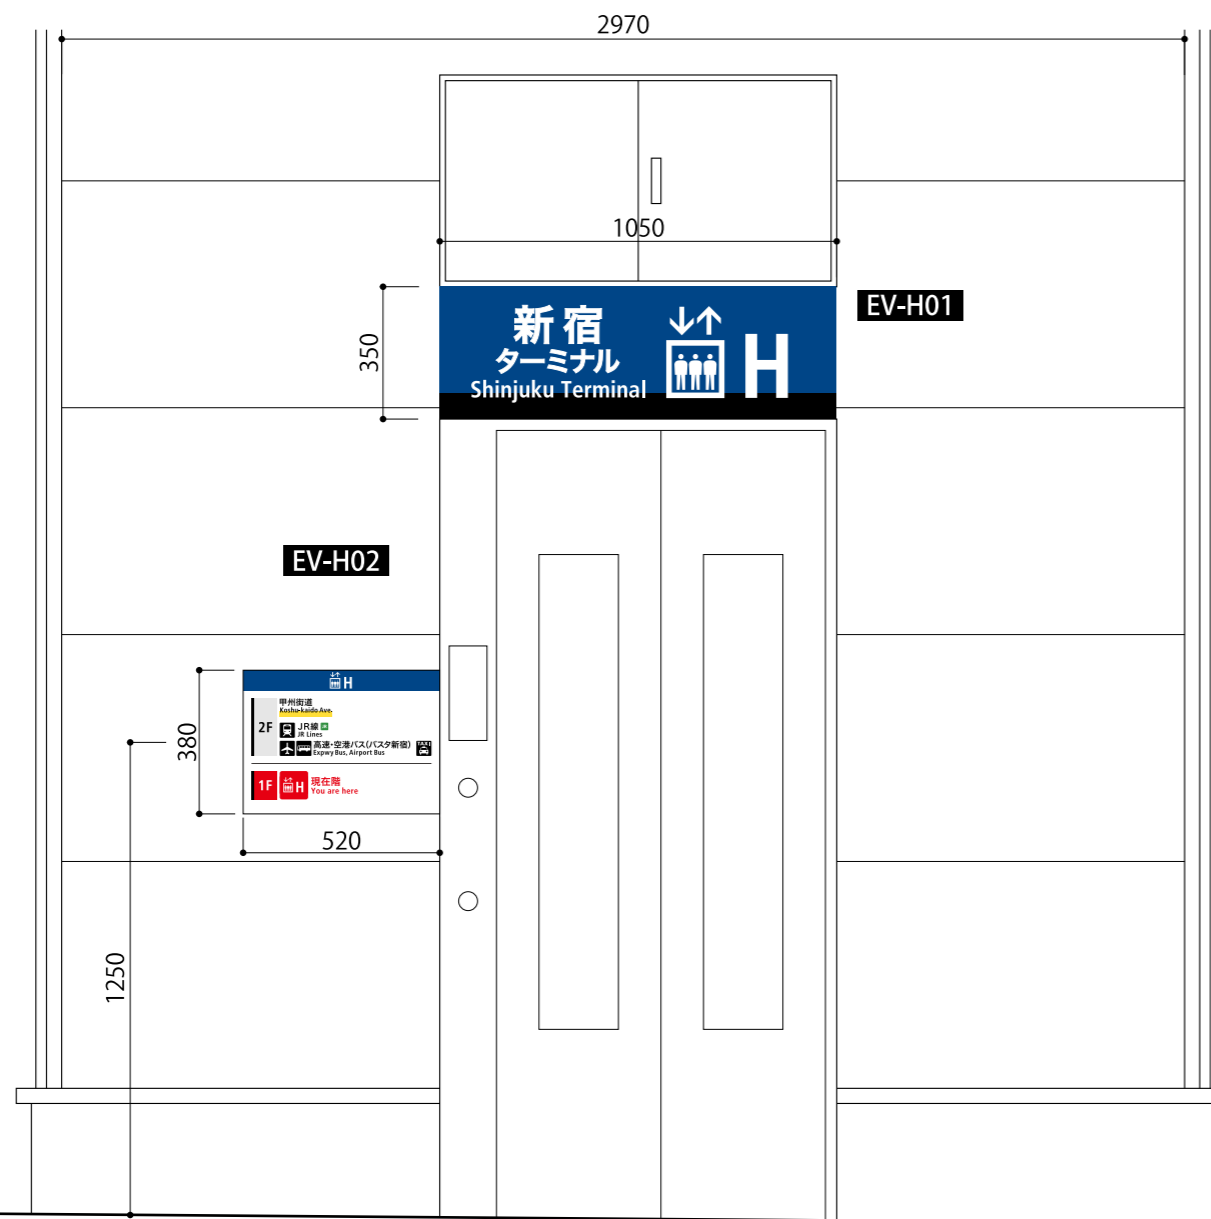 2970
1050
350
新宿
ターミナル
Shinjuku Terminal
H
EV-H01
EV-H02
H
2F
甲州街道
Koshu-kaido Ave.
JR線 JR
JR Lines
高速・空港バス(バスタ新宿) TAXI
Expwy Bus, Airport Bus
1F
H
現在階
You are here
380
520
1250